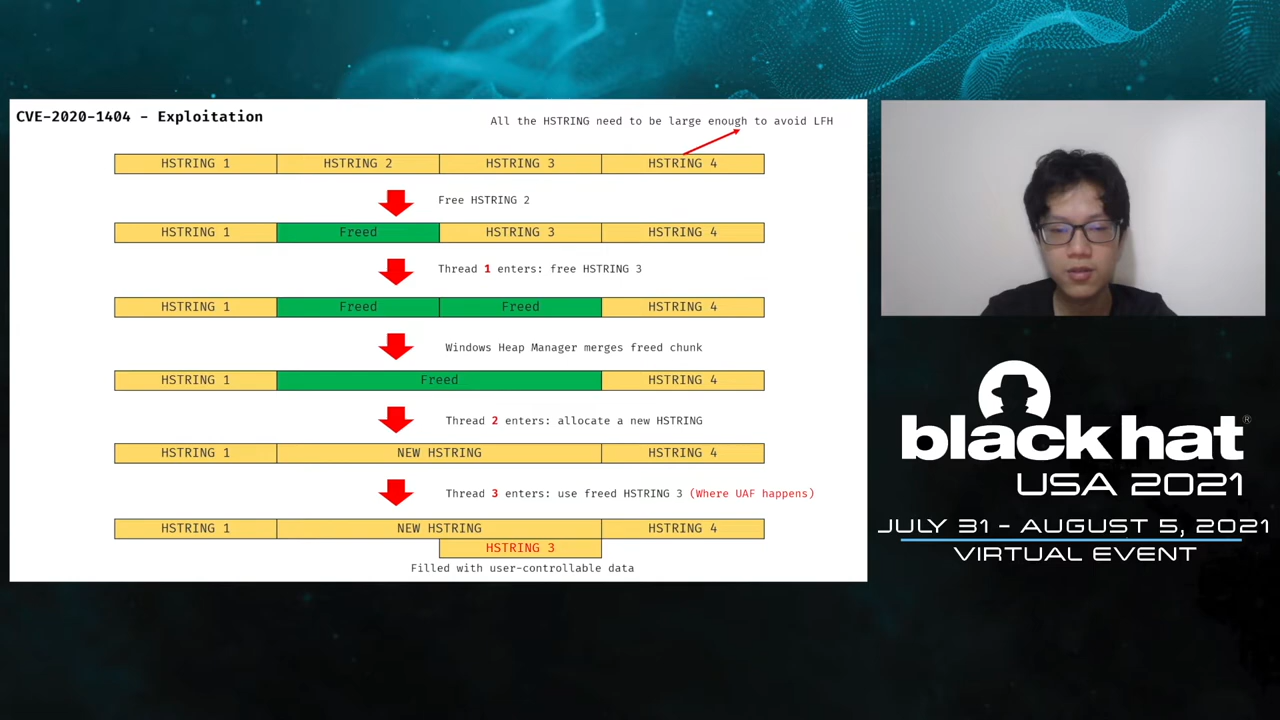 CVE-2020-1404 - Exploitation
All the HSTRING need to be large enough to avoid LFH
HSTRING 1 HSTRING 2 HSTRING 3 HSTRING 4
Free HSTRING 2
HSTRING 1 Freed HSTRING 3 HSTRING 4
Thread 1 enters: free HSTRING 3
HSTRING 1 Freed Freed HSTRING 4
Windows Heap Manager merges freed chunk
HSTRING 1 Freed HSTRING 4
Thread 2 enters: allocate a new HSTRING
HSTRING 1 NEW HSTRING HSTRING 4
Thread 3 enters: use freed HSTRING 3 (Where UAF happens)
HSTRING 1 NEW HSTRING HSTRING 4
HSTRING 3
Filled with user-controllable data
black hat®
USA 2021
JULY 31 - AUGUST 5, 2021
VIRTUAL EVENT